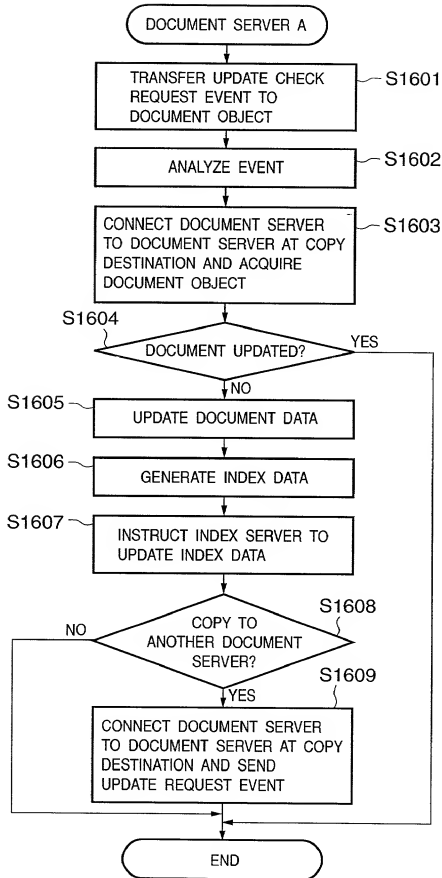 DOCUMENT SERVER A
TRANSFER UPDATE CHECK
REQUEST EVENT TO
DOCUMENT OBJECT
S1601
ANALYZE EVENT
S1602
CONNECT DOCUMENT SERVER
TO DOCUMENT SERVER AT COPY
DESTINATION AND ACQUIRE
DOCUMENT OBJECT
S1603
S1604
DOCUMENT UPDATED?
YES
NO
S1605
UPDATE DOCUMENT DATA
S1606
GENERATE INDEX DATA
S1607
INSTRUCT INDEX SERVER TO
UPDATE INDEX DATA
S1608
NO
COPY TO
ANOTHER DOCUMENT
SERVER?
YES
S1609
CONNECT DOCUMENT SERVER
TO DOCUMENT SERVER AT COPY
DESTINATION AND SEND
UPDATE REQUEST EVENT
END